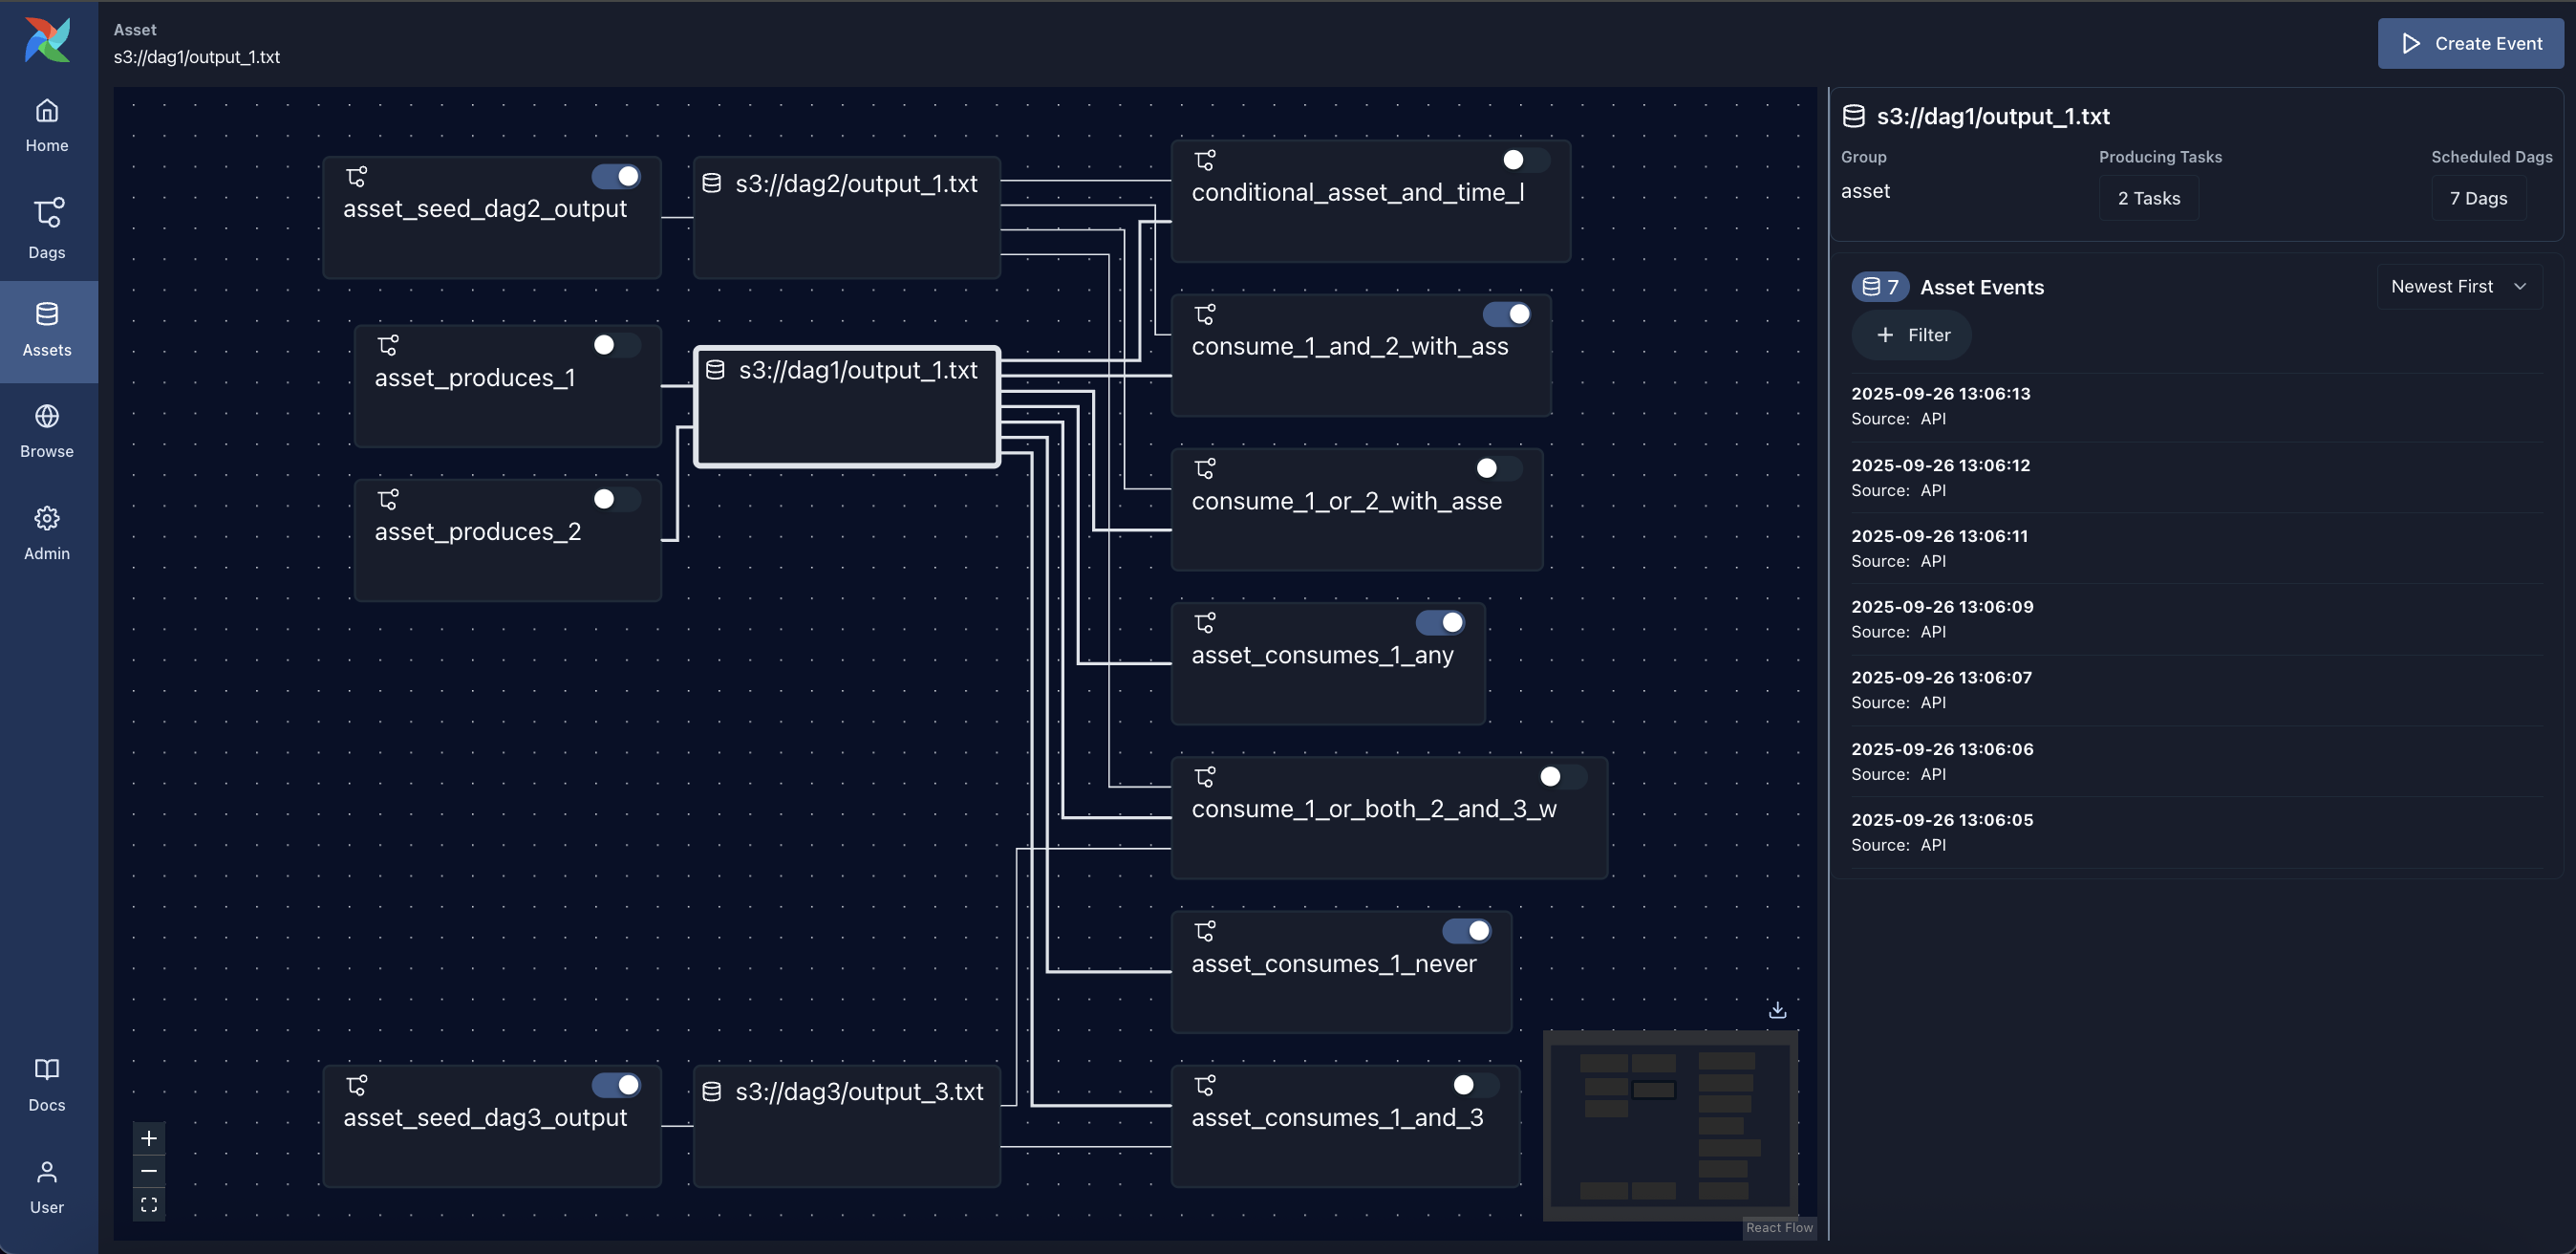 Asset
s3://dag1/output_1.txt
Create Event
Home
Dags
Assets
Browse
Admin
Docs
User
asset_seed_dag2_output
s3://dag2/output_1.txt
asset_produces_1
s3://dag1/output_1.txt
asset_produces_2
conditional_asset_and_time_l
consume_1_and_2_with_ass
consume_1_or_2_with_asse
asset_consumes_1_any
consume_1_or_both_2_and_3_w
asset_consumes_1_never
asset_seed_dag3_output
s3://dag3/output_3.txt
asset_consumes_1_and_3
React Flow
s3://dag1/output_1.txt
Group
asset
Producing Tasks
2 Tasks
Scheduled Dags
7 Dags
7 Asset Events
Newest First
+ Filter
2025-09-26 13:06:13
Source: API
2025-09-26 13:06:12
Source: API
2025-09-26 13:06:11
Source: API
2025-09-26 13:06:09
Source: API
2025-09-26 13:06:07
Source: API
2025-09-26 13:06:06
Source: API
2025-09-26 13:06:05
Source: API